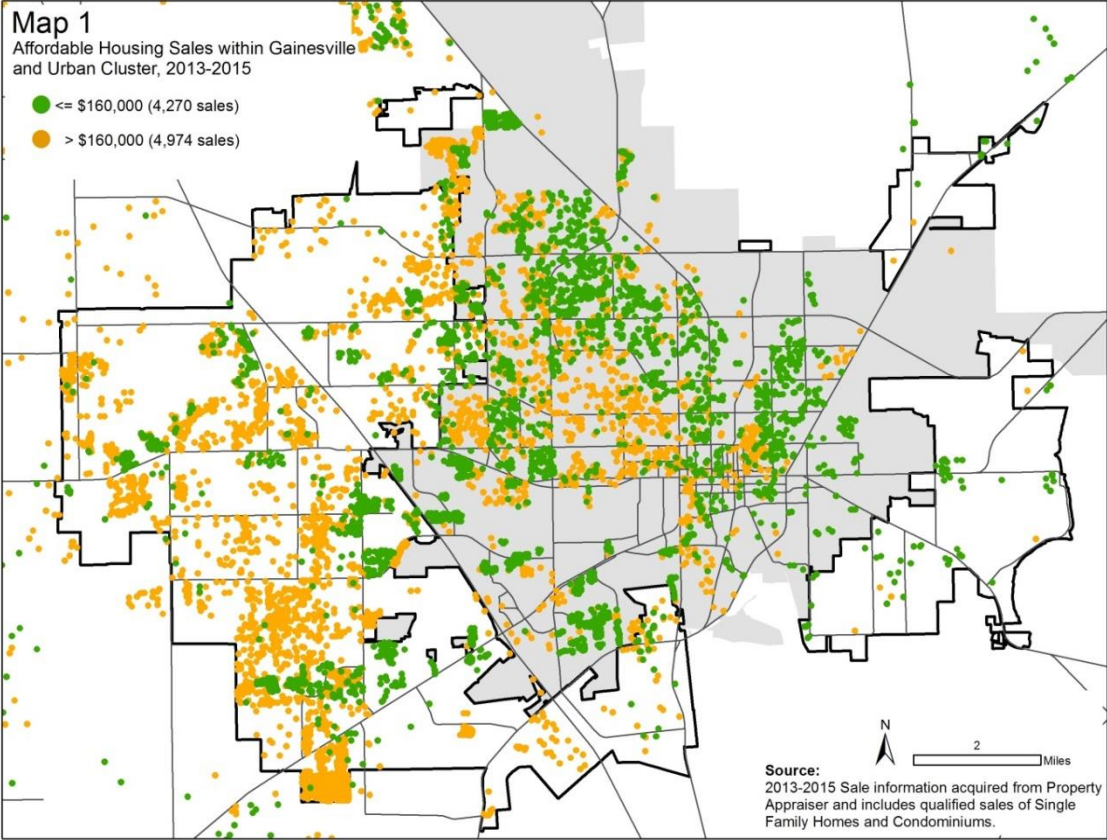 Map 1
Affordable Housing Sales within Gainesville
and Urban Cluster, 2013-2015
<= $160,000 (4,270 sales)
> $160,000 (4,974 sales)
N
2
Miles
Source:
2013-2015 Sale information acquired from Property
Appraiser and includes qualified sales of Single
Family Homes and Condominiums.